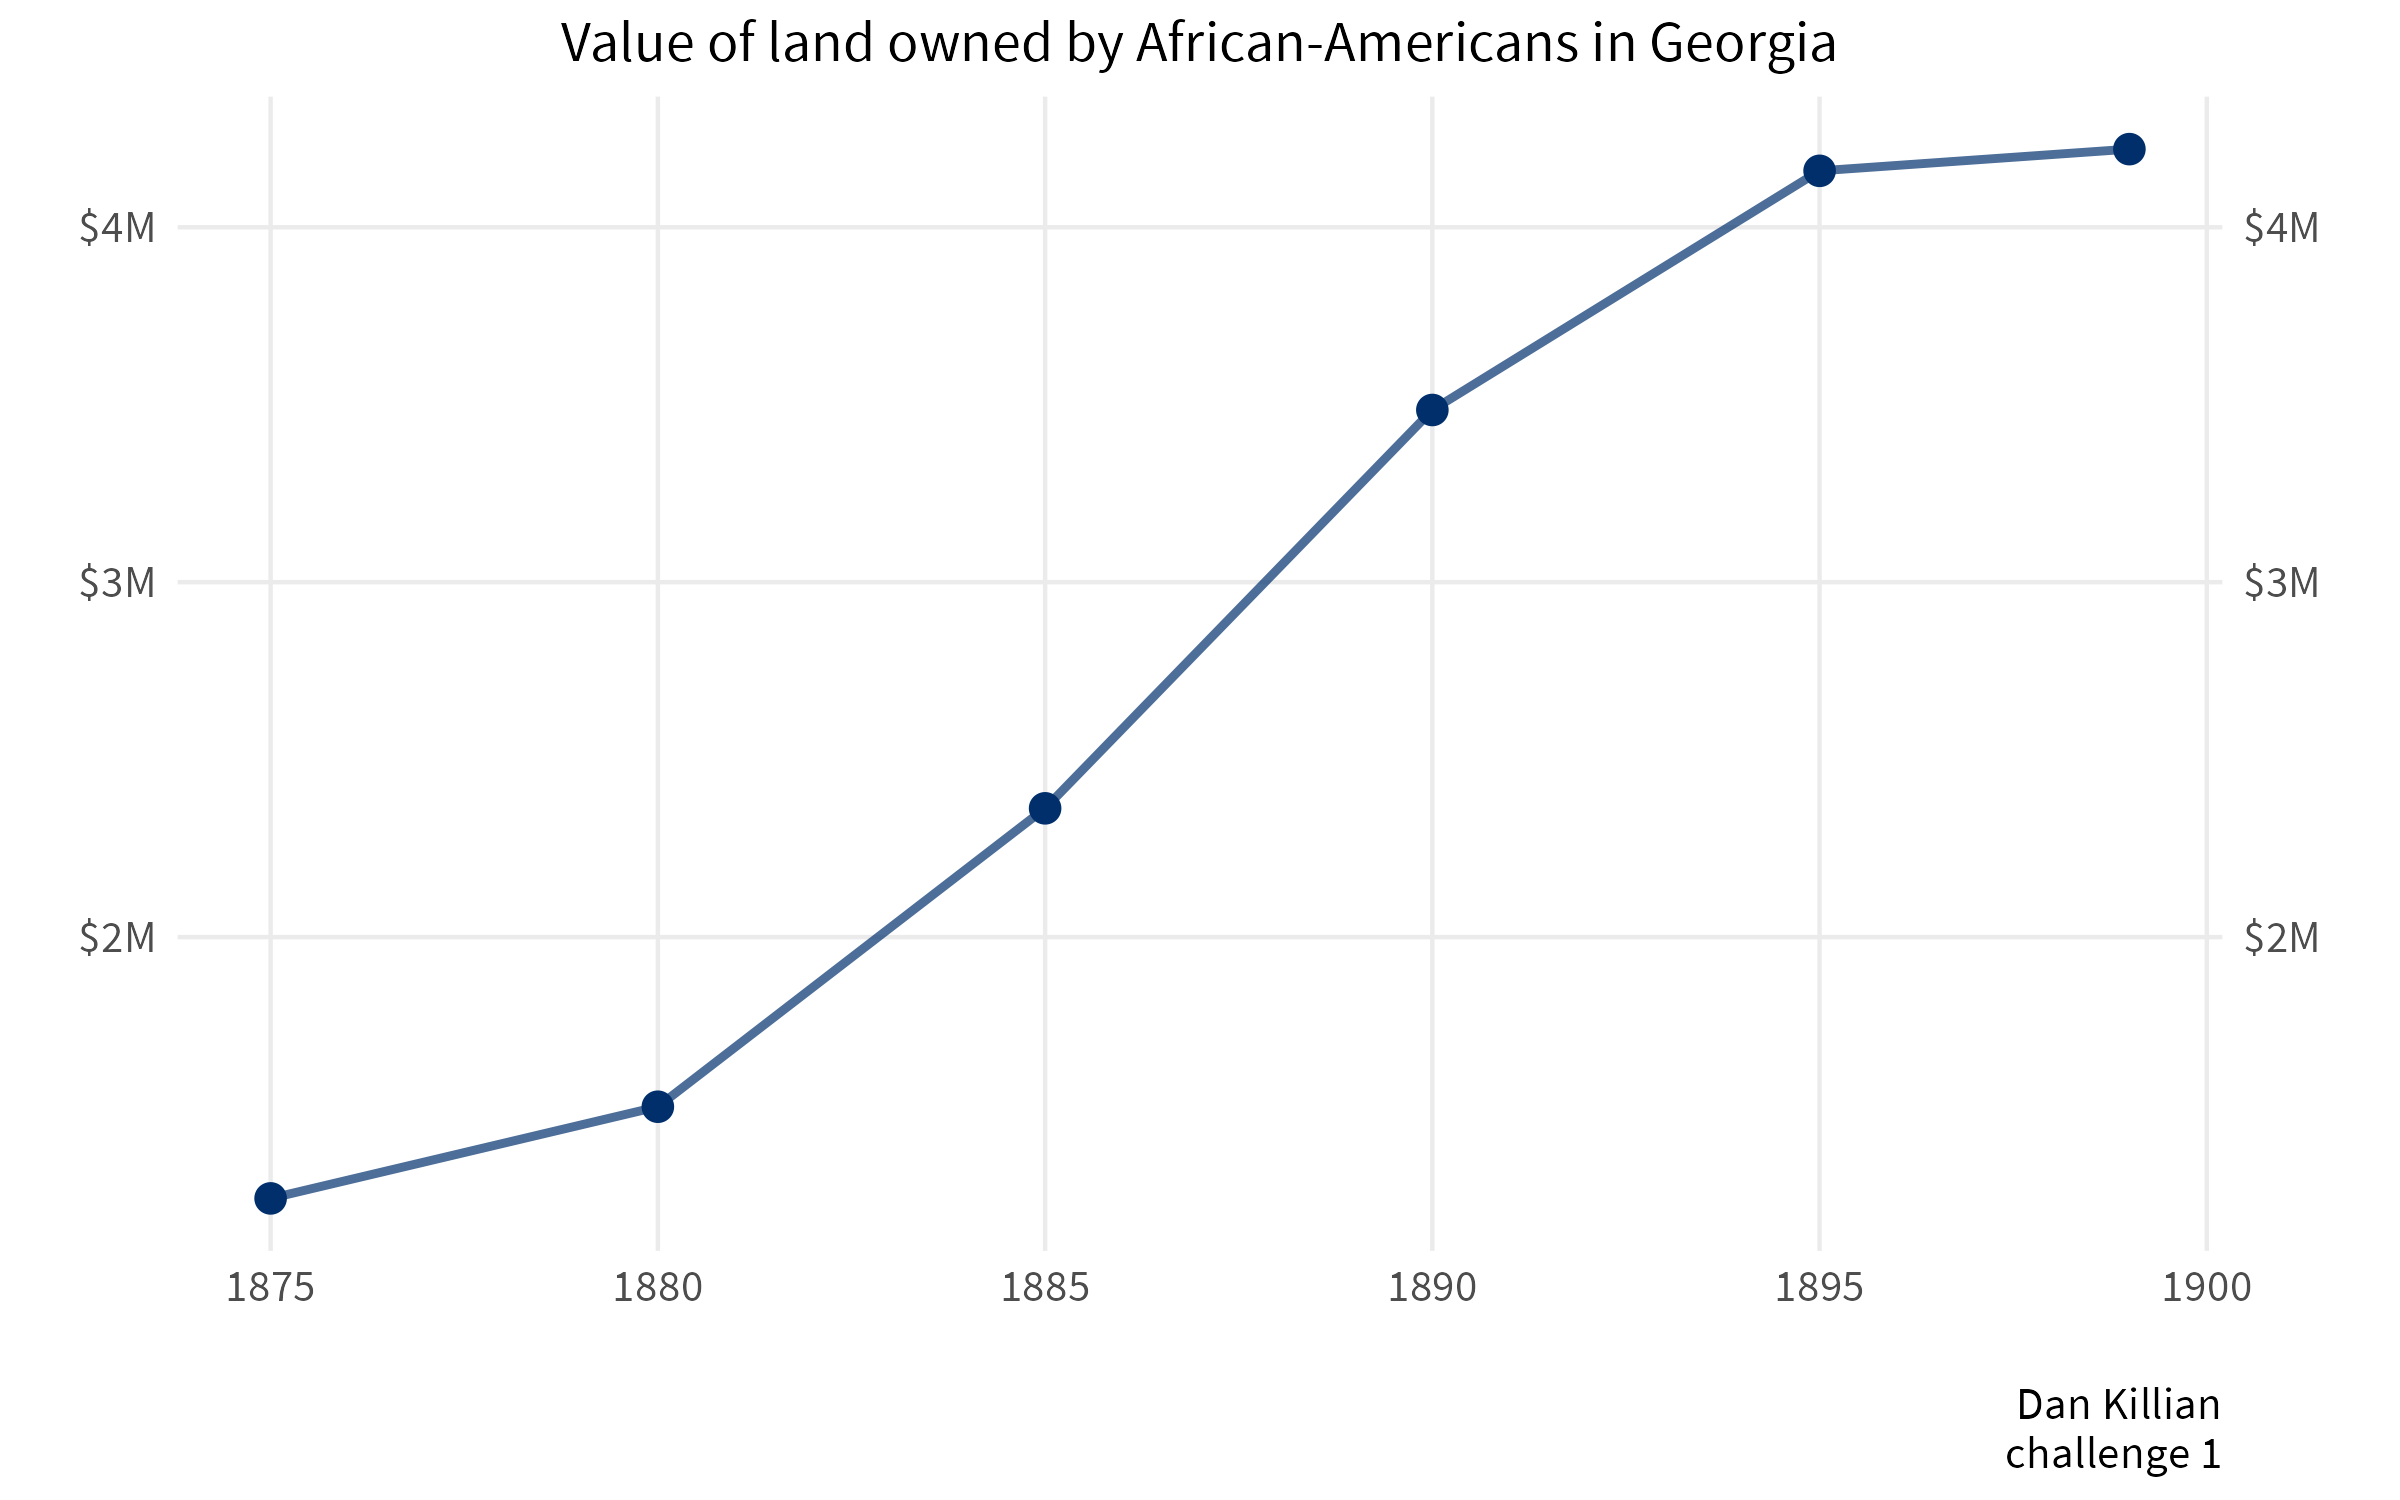 Value of land owned by African-Americans in Georgia
$4M
$4M
$3M
$3M
$2M
$2M
1875 1880 1885 1890 1895 1900
Dan Killian
challenge 1